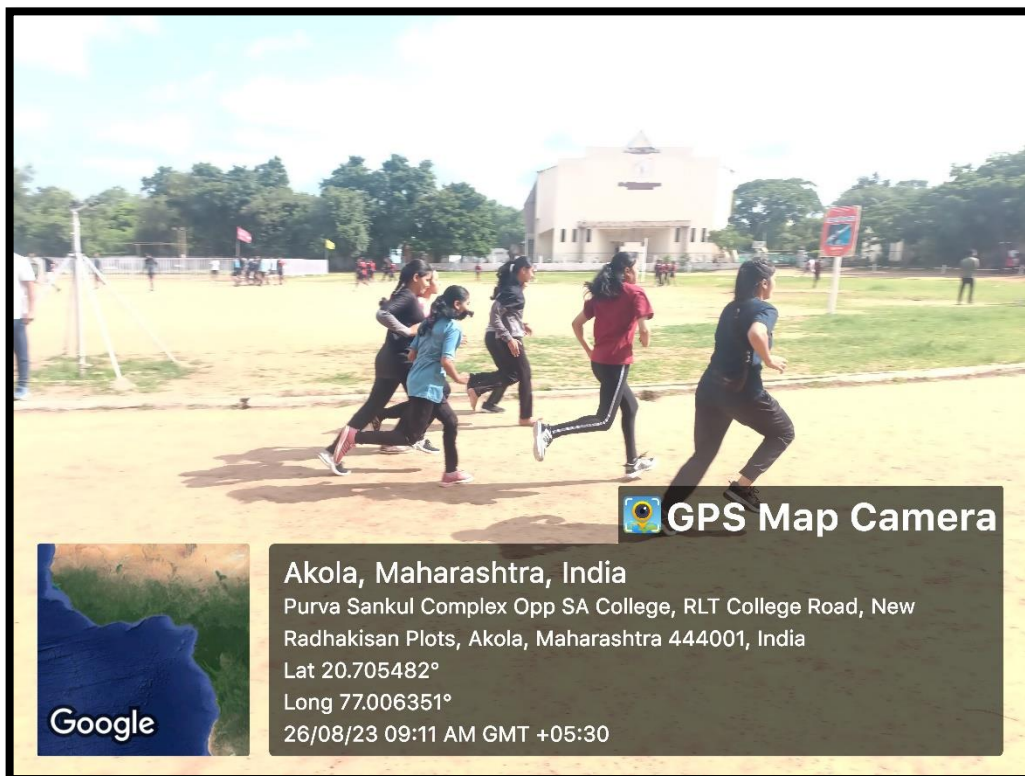 GPS Map Camera
Akola, Maharashtra, India
Purva Sankul Complex Opp SA College, RLT College Road, New
Radhakisan Plots, Akola, Maharashtra 444001, India
Lat 20.705482°
Long 77.006351°
26/08/23 09:11 AM GMT +05:30
Google